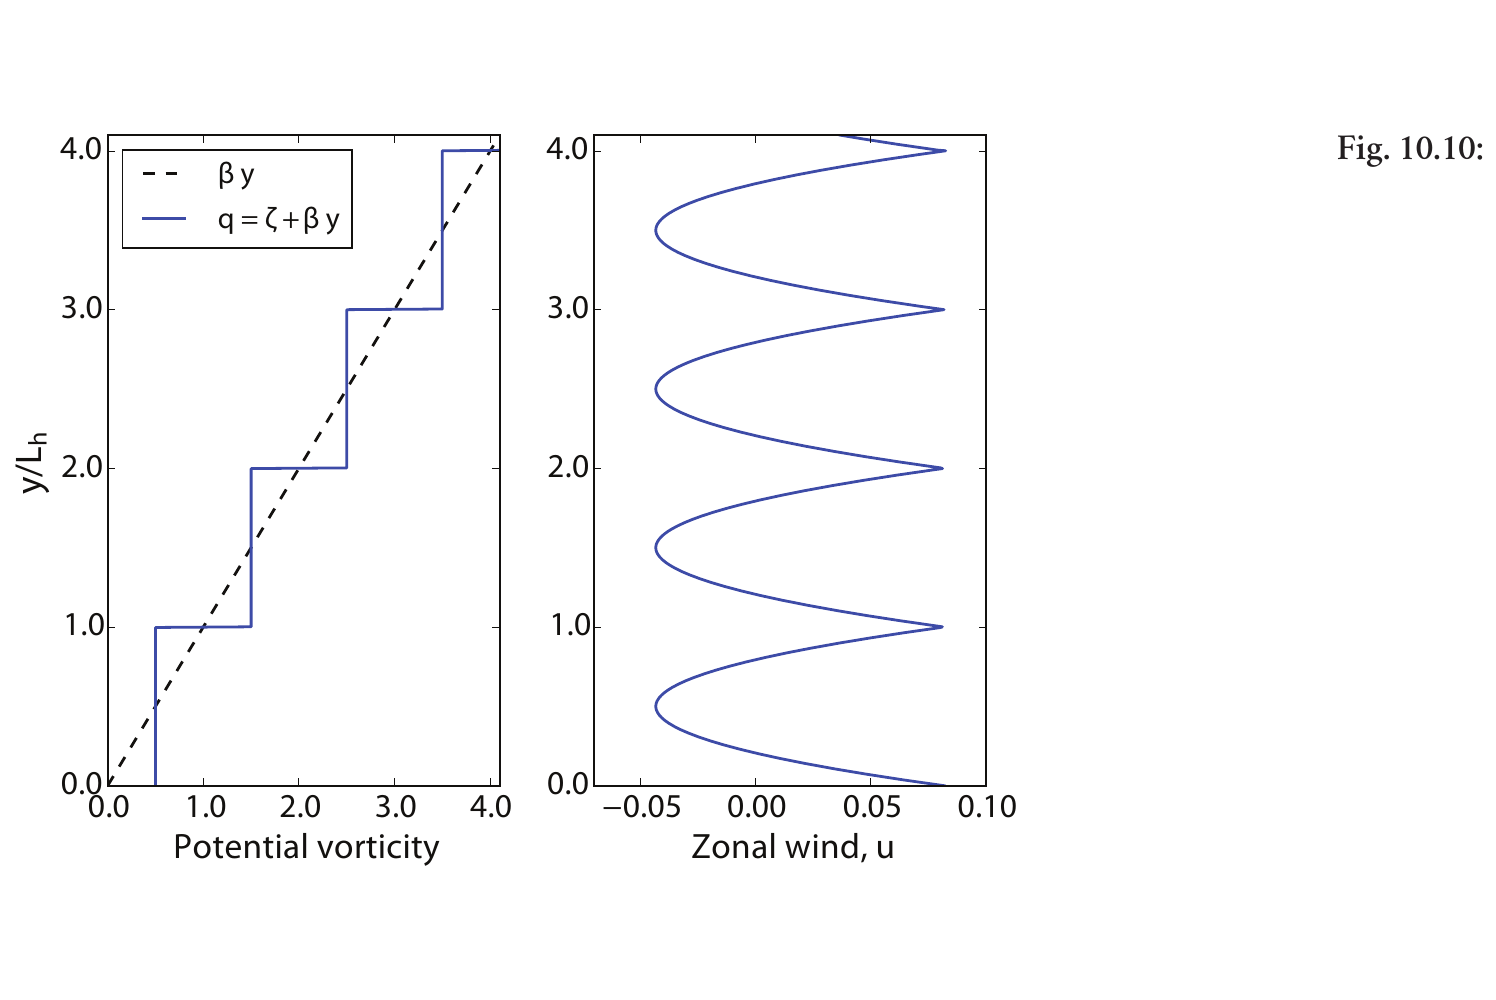 Fig. 10.10:
β y
q = ζ + β y
y/Lₕ
4.0
3.0
2.0
1.0
0.0
0.0 1.0 2.0 3.0 4.0
Potential vorticity
4.0
3.0
2.0
1.0
0.0
−0.05 0.00 0.05 0.10
Zonal wind, u